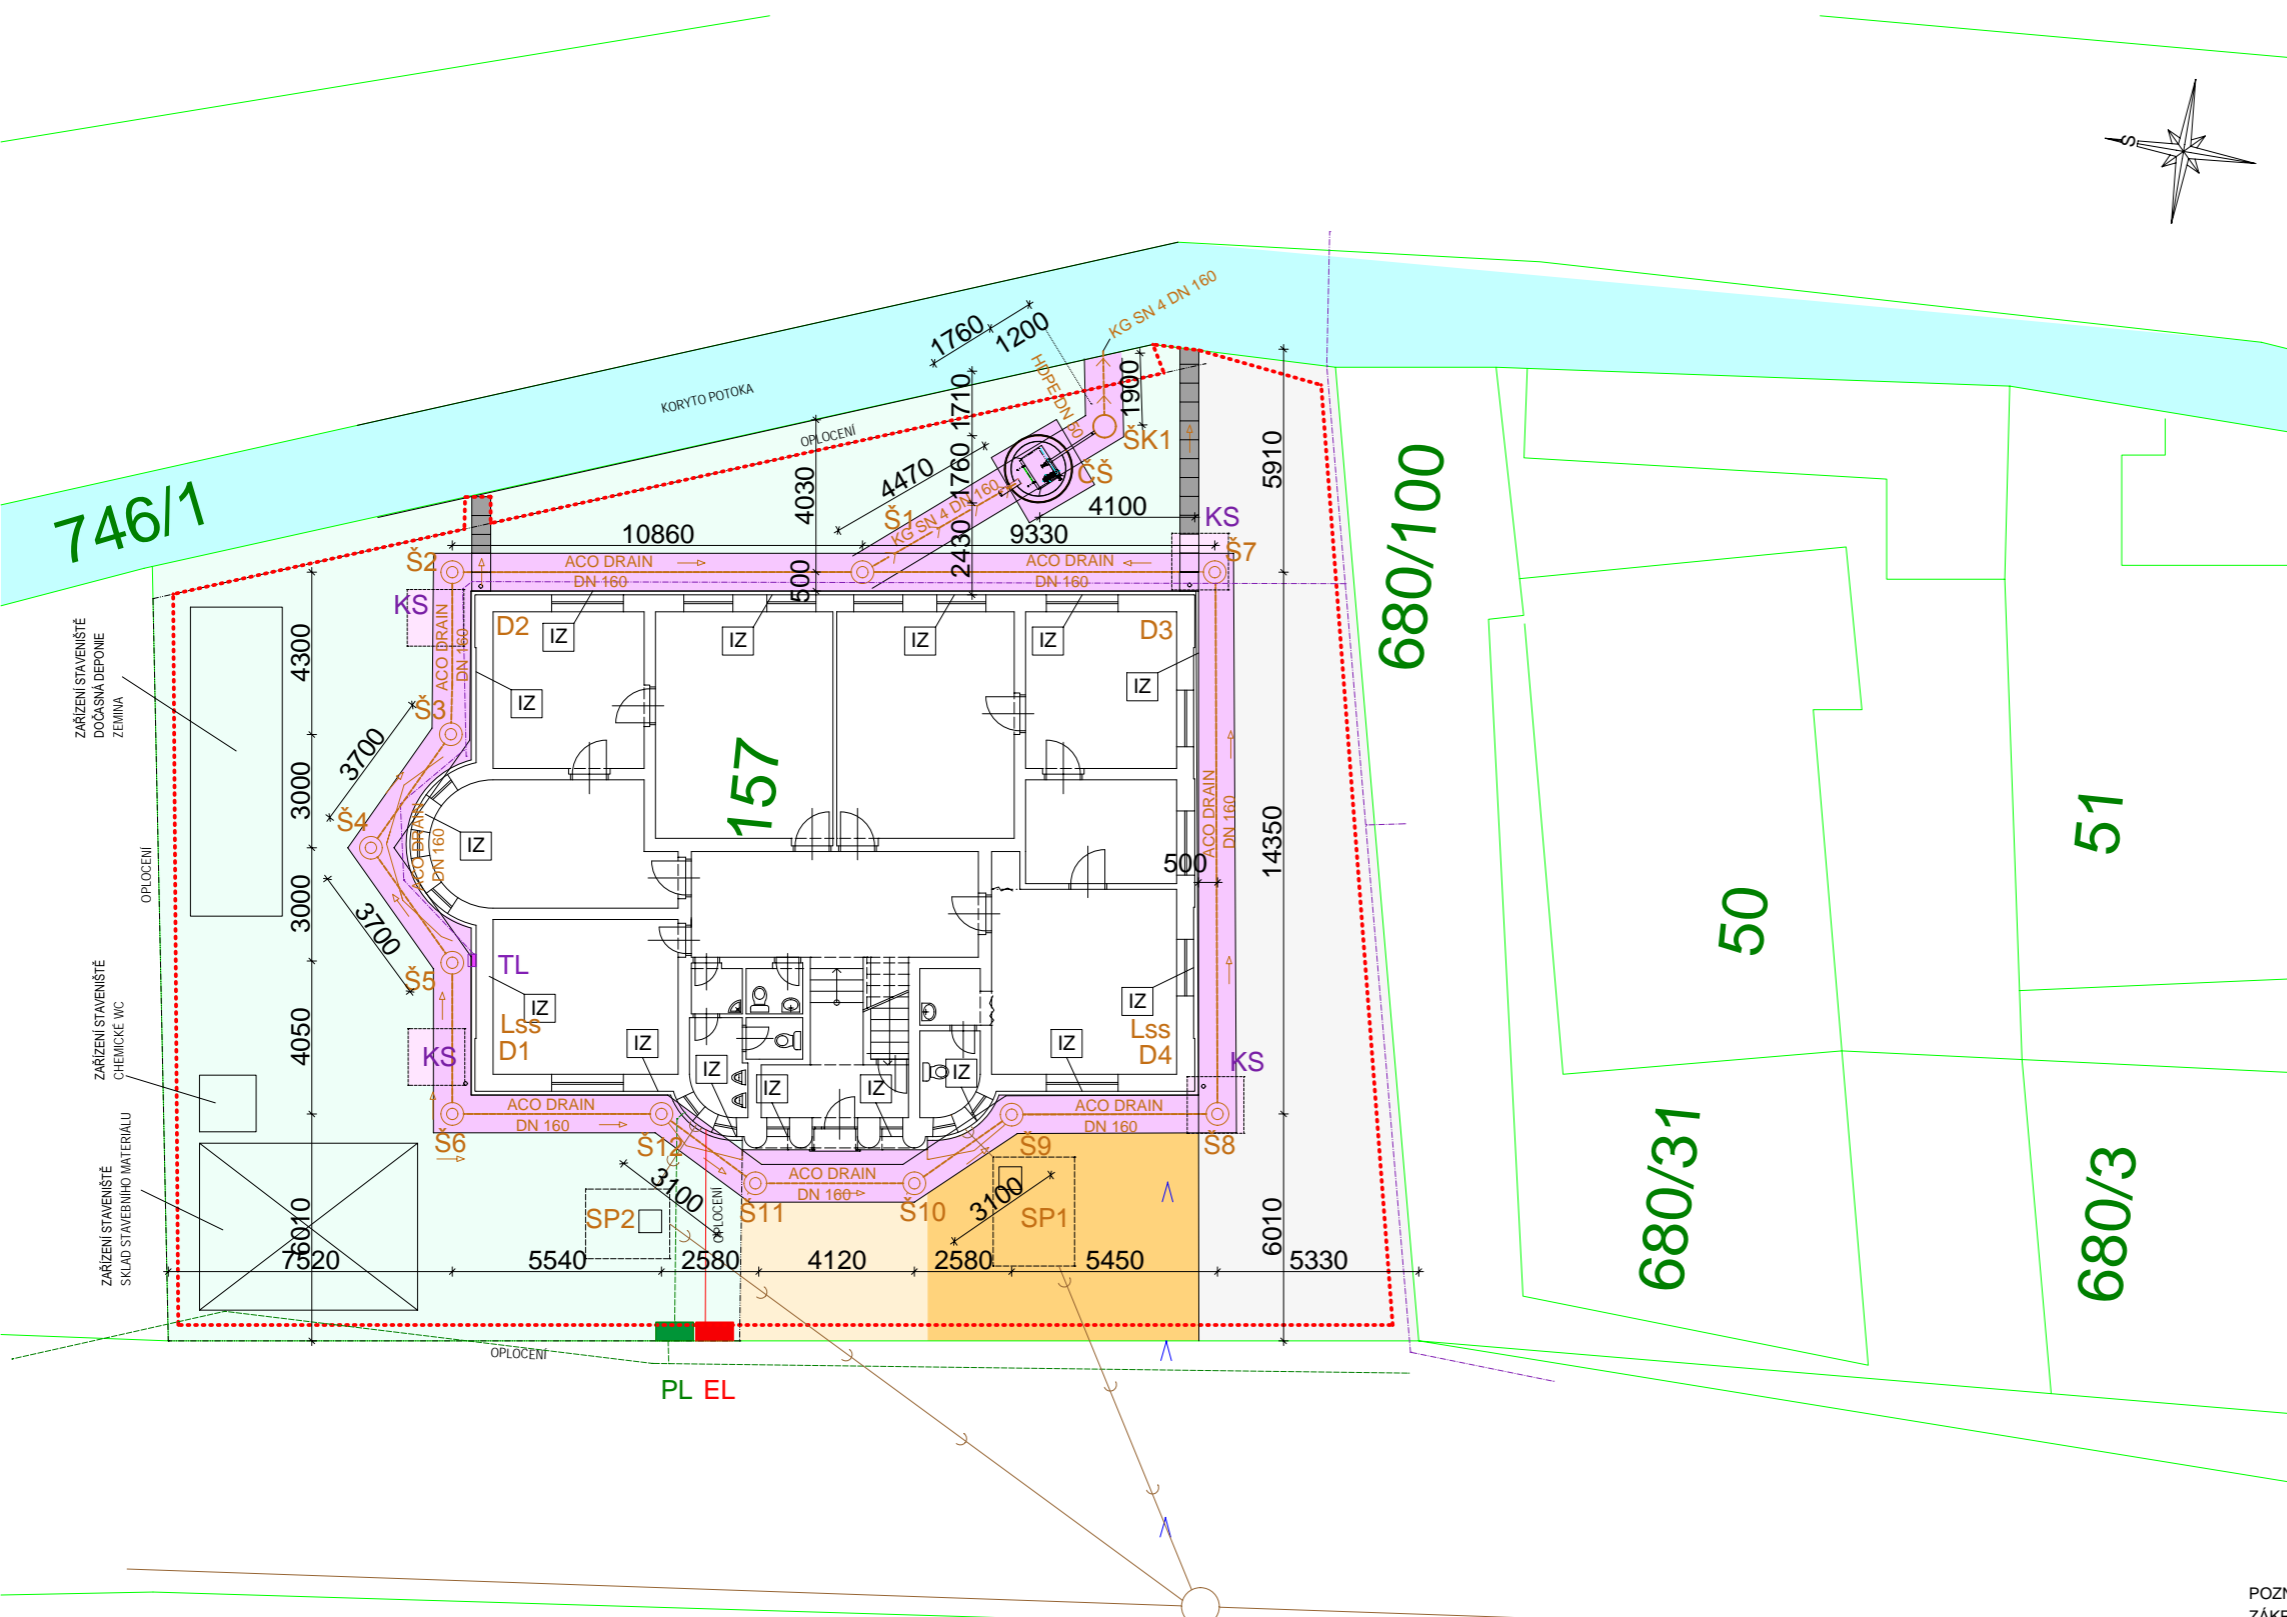 S
KG SN 4 DN 160
1760
1200
HDPE DN 50
1900
1710
KORYTO POTOKA
OPLOCENÍ
ŠK1
746/1
4030
4470
1760
ČŠ
5910
680/100
KG SN 4 DN 160
4100
Š1
KS
10860
2430
9330
Š2
ACO DRAIN
DN 160
500
ACO DRAIN
DN 160
Š7
KS
D2
IZ
IZ
IZ
IZ
D3
ZAŘÍZENÍ STAVENIŠTĚ
DOČASNÁ DEPONIE
ZEMINA
4300
ACO DRAIN
DN 160
IZ
IZ
Š3
3700
157
3000
Š4
ACO DRAIN
DN 160
IZ
ACO DRAIN
DN 160
14350
500
51
OPLOCENÍ
50
3000
3700
Š5
TL
IZ
IZ
ZAŘÍZENÍ STAVENIŠTĚ
CHEMICKÉ WC
4050
Lss
D1
IZ
IZ
Lss
D4
KS
KS
IZ
IZ
IZ
IZ
ACO DRAIN
DN 160
ACO DRAIN
DN 160
Š6
Š12
Š9
Š8
ZAŘÍZENÍ STAVENIŠTĚ
SKLAD STAVEBNÍHO MATERIÁLU
ACO DRAIN
DN 160
680/31
680/3
3100
OPLOCENÍ
3100
SP2
Š11
Š10
SP1
6010
6010
7520
5540
2580
4120
2580
5450
5330
OPLOCENÍ
PL
EL